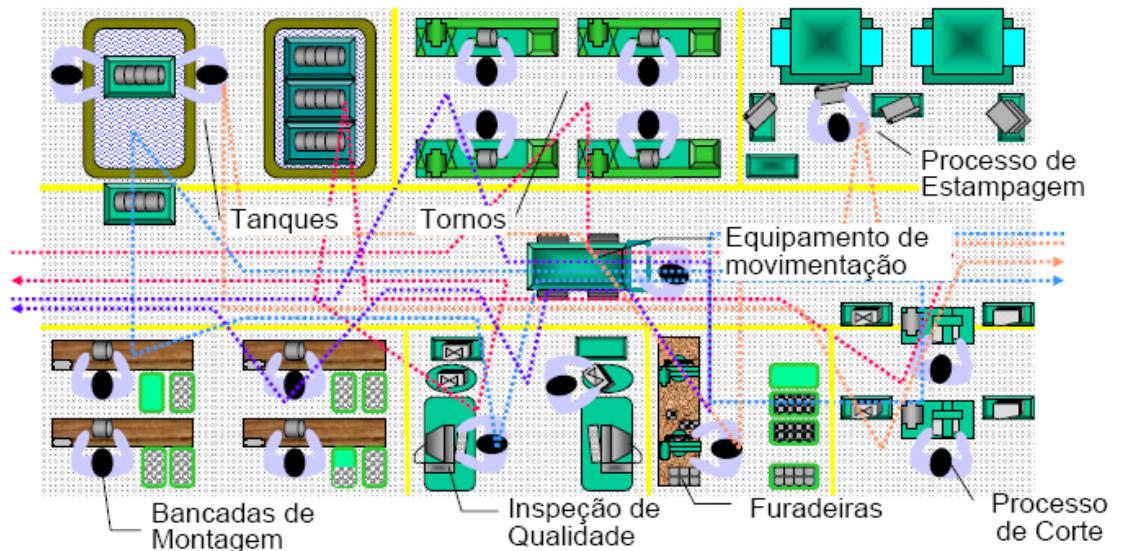 Processo de
Estampagem
Tanques
Tornos
Equipamento de
movimentação
Bancadas de
Montagem
Inspeção de
Qualidade
Furadeiras
Processo
de Corte